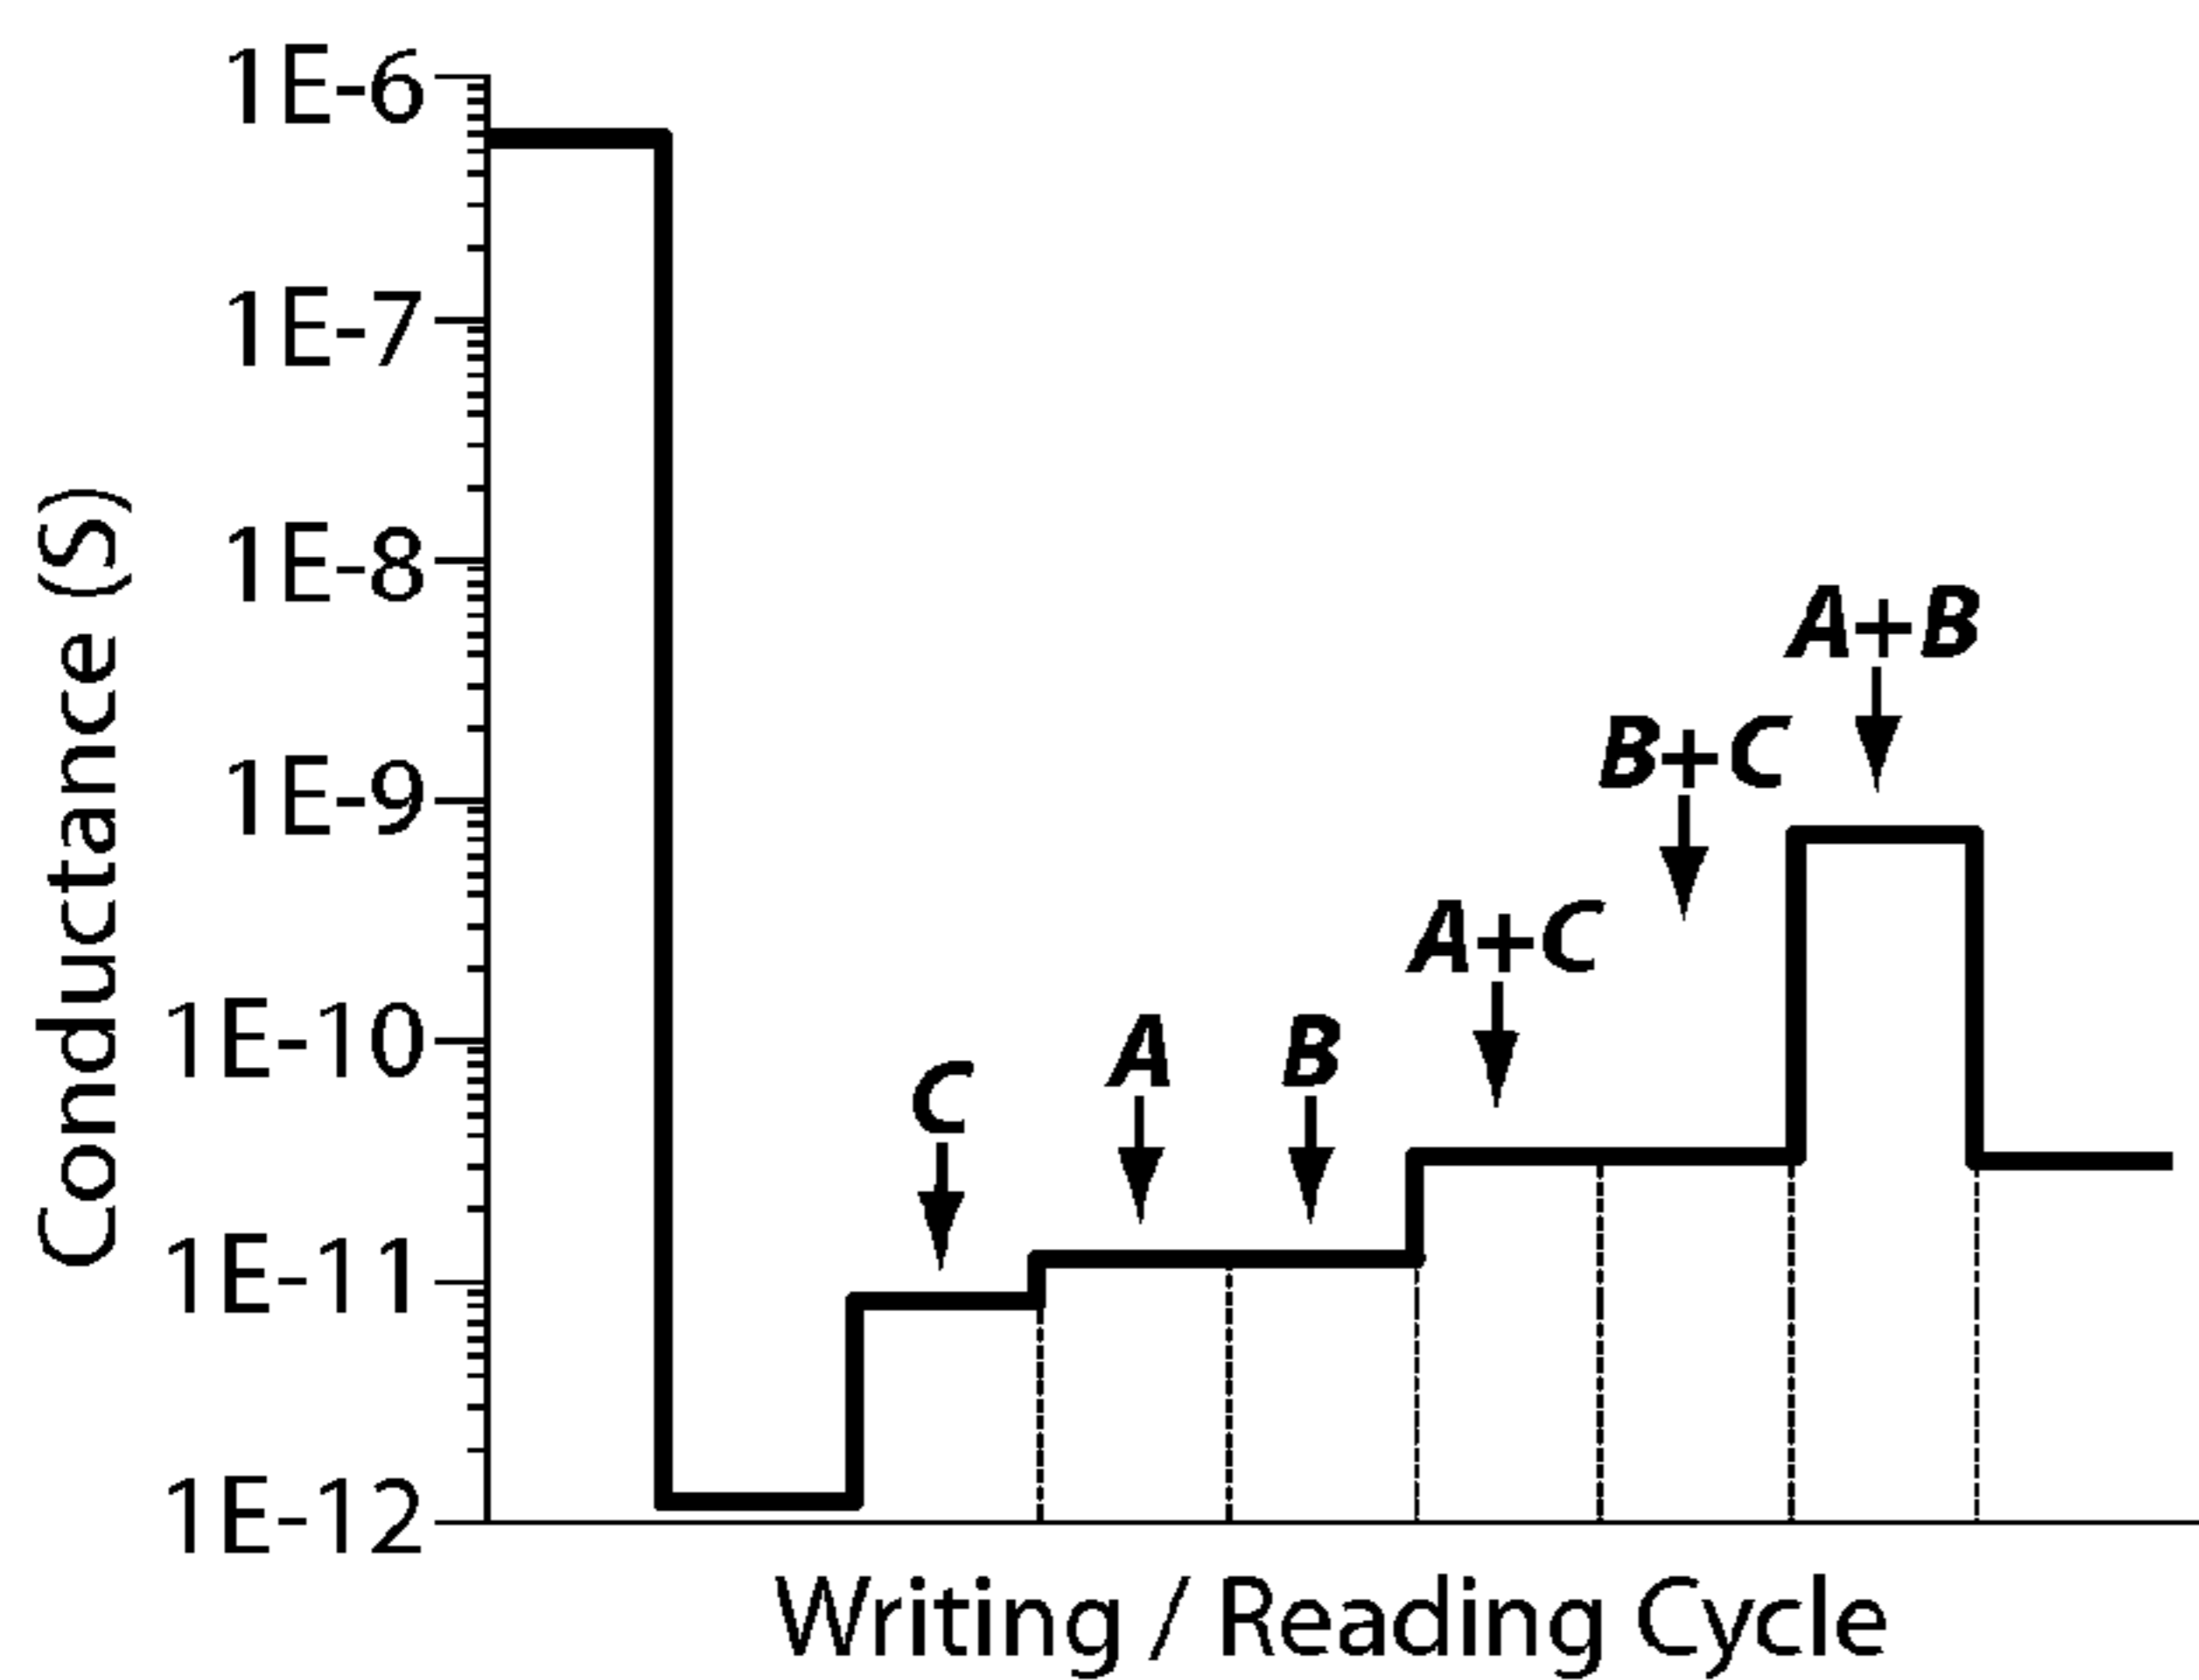 1E-6
1E-7
1E-8
1E-9
1E-10
1E-11
1E-12
Conductance (S)
C
A
B
A+C
B+C
A+B
Writing / Reading Cycle